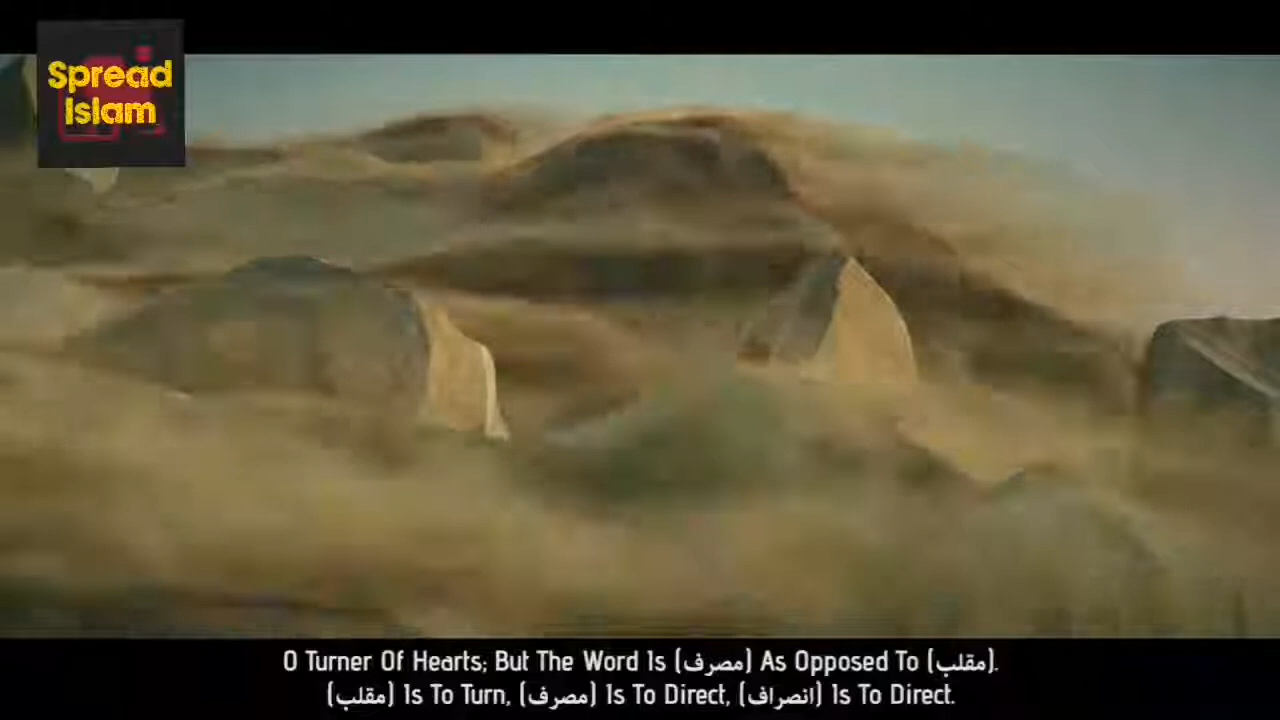 Spread
Islam
O Turner Of Hearts; But The Word Is (مصرف) As Opposed To (مقلب).
(مقلب) Is To Turn, (مصرف) Is To Direct, (انصراف) Is To Direct.